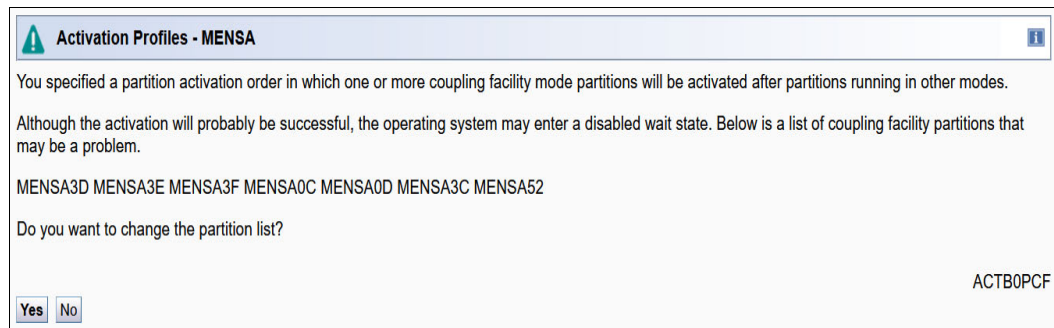 Activation Profiles - MENSA
You specified a partition activation order in which one or more coupling facility mode partitions will be activated after partitions running in other modes.
Although the activation will probably be successful, the operating system may enter a disabled wait state. Below is a list of coupling facility partitions that
may be a problem.
MENSA3D MENSA3E MENSA3F MENSA0C MENSA0D MENSA3C MENSA52
Do you want to change the partition list?
ACTB0PCF
Yes No